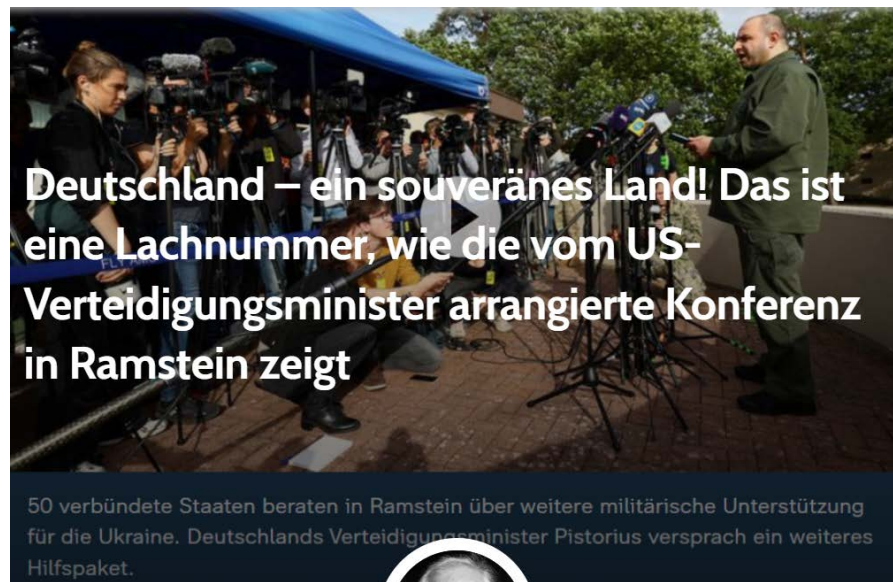 Deutschland – ein souveränes Land! Das ist
eine Lachnummer, wie die vom US-
Verteidigungsminister arrangierte Konferenz
in Ramstein zeigt
50 verbündete Staaten beraten in Ramstein über weitere militärische Unterstützung
für die Ukraine. Deutschlands Verteidigungsminister Pistorius versprach ein weiteres
Hilfspaket.